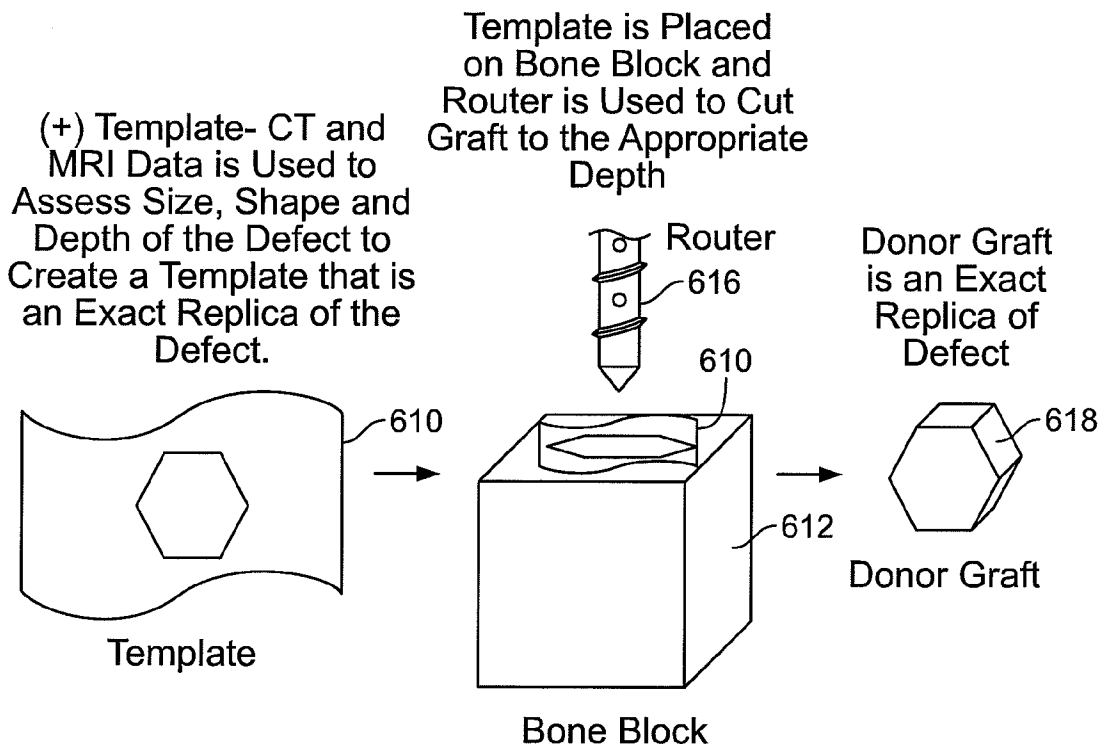 (+) Template- CT and
MRI Data is Used to
Assess Size, Shape and
Depth of the Defect to
Create a Template that is
an Exact Replica of the
Defect.
610
Template
Template is Placed
on Bone Block and
Router is Used to Cut
Graft to the Appropriate
Depth
Router
616
610
612
Bone Block
Donor Graft
is an Exact
Replica of
Defect
618
Donor Graft